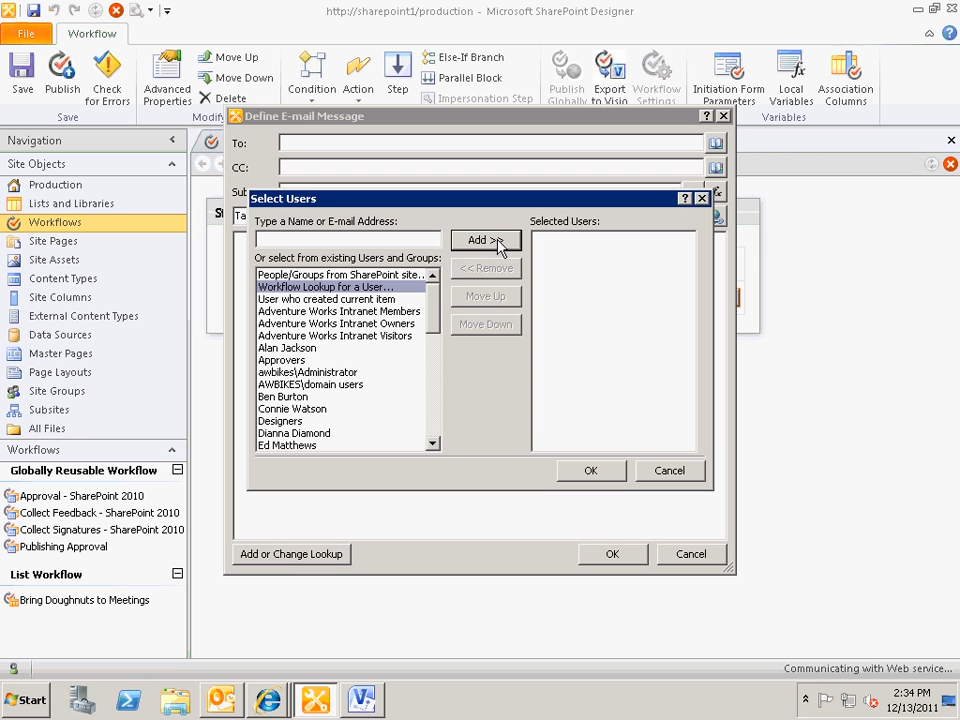 http://sharepoint1/production - Microsoft SharePoint Designer
File
Workflow
Save
Publish
Check for Errors
Save
Advanced Properties
Move Up
Move Down
Delete
Modify
Condition
Action
Step
Else-If Branch
Parallel Block
Impersonation Step
Publish Globally
Export to Visio
Workflow Settings
Initiation Form Parameters
Local Variables
Association Columns
Variables
Navigation
Site Objects
Production
Lists and Libraries
Workflows
Site Pages
Site Assets
Content Types
Site Columns
External Content Types
Data Sources
Master Pages
Page Layouts
Site Groups
Subsites
All Files
Workflows
Globally Reusable Workflow
Approval - SharePoint 2010
Collect Feedback - SharePoint 2010
Collect Signatures - SharePoint 2010
Publishing Approval
List Workflow
Bring Doughnuts to Meetings
Define E-mail Message
To:
CC:
Sub
Ta
Select Users
Type a Name or E-mail Address:
Or select from existing Users and Groups:
People/Groups from SharePoint site...
Workflow Lookup for a User...
User who created current item
Adventure Works Intranet Members
Adventure Works Intranet Owners
Adventure Works Intranet Visitors
Alan Jackson
Approvers
awbikes\Administrator
AWBIKES\domain users
Ben Burton
Connie Watson
Designers
Dianna Diamond
Ed Matthews
Add >>
<< Remove
Move Up
Move Down
Selected Users:
OK
Cancel
Add or Change Lookup
OK
Cancel
Communicating with Web service...
Start
2:34 PM
12/13/2011